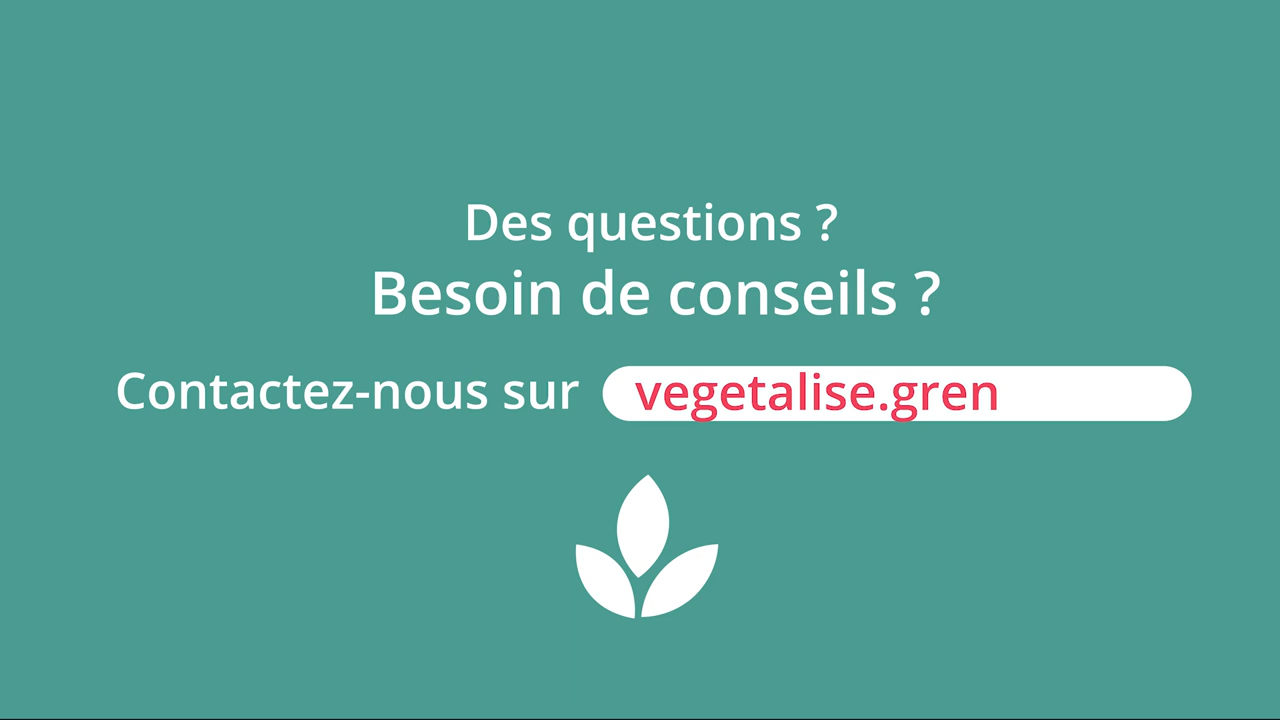 Des questions ?
Besoin de conseils ?
Contactez-nous sur vegetalise.gren